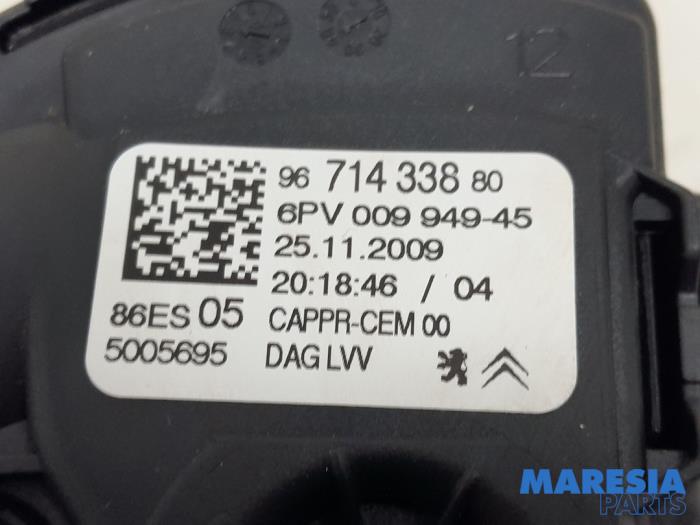 12
96 714 338 80
6PV 009 949-45
25.11.2009
20:18:46 / 04
86ES 05 CAPPR-CEM 00
5005695 DAG LVV
MARESIA
PARTS